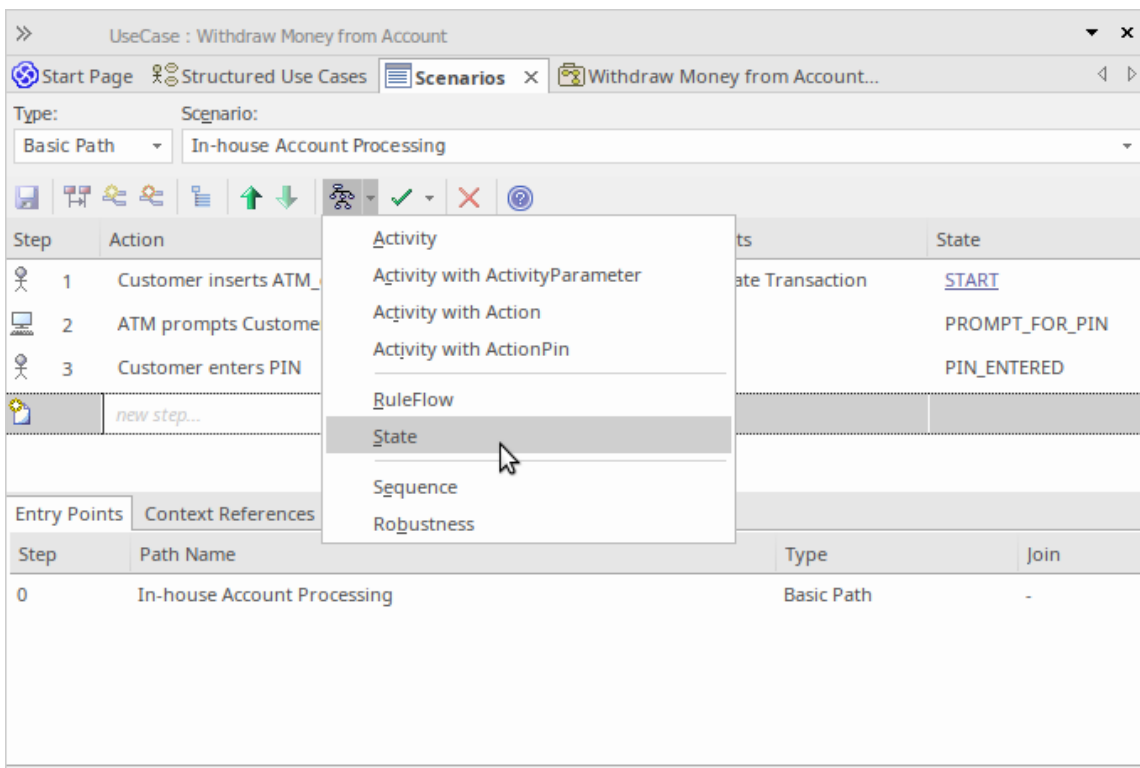 UseCase : Withdraw Money from Account
Start Page Structured Use Cases Scenarios Withdraw Money from Account...
Type: Scenario:
Basic Path In-house Account Processing
Step Action ts State
1 Customer inserts ATM_ ate Transaction START
2 ATM prompts Custome PROMPT_FOR_PIN
3 Customer enters PIN PIN_ENTERED
new step...
Activity
Activity with ActivityParameter
Activity with Action
Activity with ActionPin
RuleFlow
State
Sequence
Robustness
Entry Points Context References
Step Path Name Type Join
0 In-house Account Processing Basic Path -